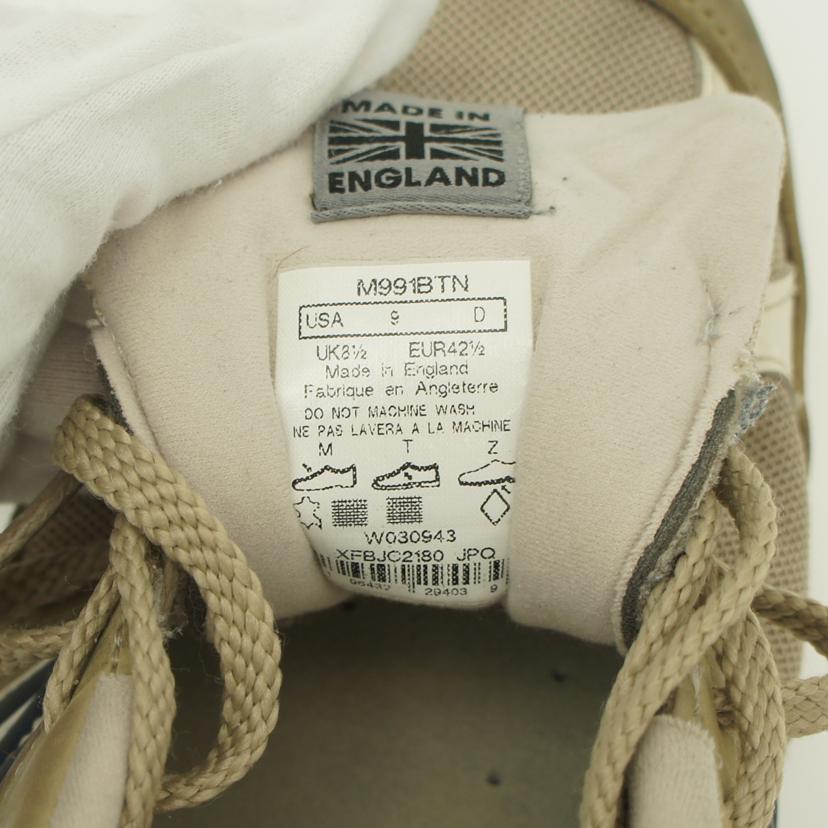 MADE IN
ENGLAND
M991BTN
USA 9 D
UK8½ EUR42½
Made in England
Fabrique en Angleterre
DO NOT MACHINE WASH
NE PAS LAVERA A LA MACHINE
M T Z
W030943
XFBJC2180 JPQ
29403 9